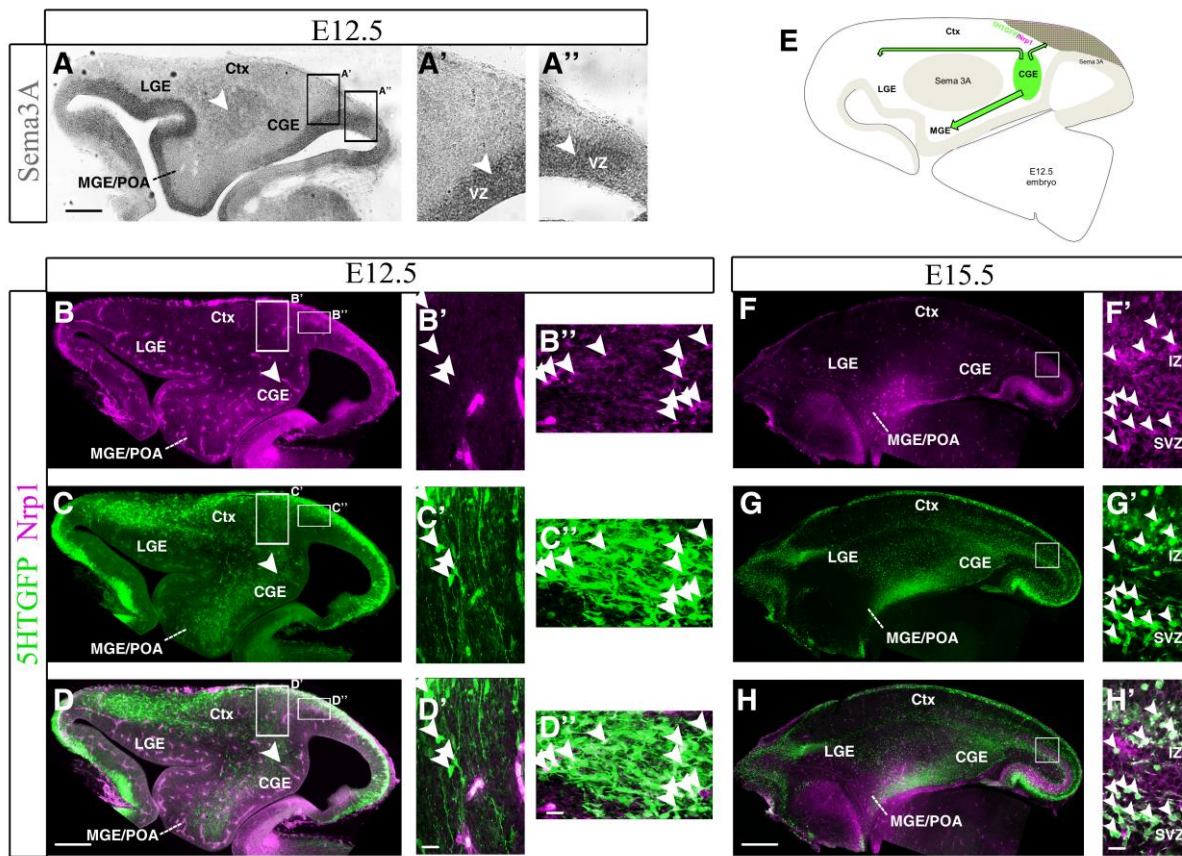 E12.5
Sema3A
A
LGE
Ctx
A'
A''
CGE
MGE/POA
A'
VZ
A''
VZ
E
Ctx
5HTGFP/Nrp1
Sema 3A
CGE
Sema 3A
LGE
MGE
E12.5
embryo
E12.5
E15.5
5HTGFP Nrp1
B
Ctx
B'
B''
LGE
CGE
MGE/POA
B'
B''
F
Ctx
LGE
CGE
MGE/POA
F'
IZ
SVZ
C
Ctx
C'
C''
LGE
CGE
MGE/POA
C'
C''
G
Ctx
LGE
CGE
MGE/POA
G'
IZ
SVZ
D
Ctx
D'
D''
LGE
CGE
MGE/POA
D'
D''
H
Ctx
LGE
CGE
MGE/POA
H'
IZ
SVZ